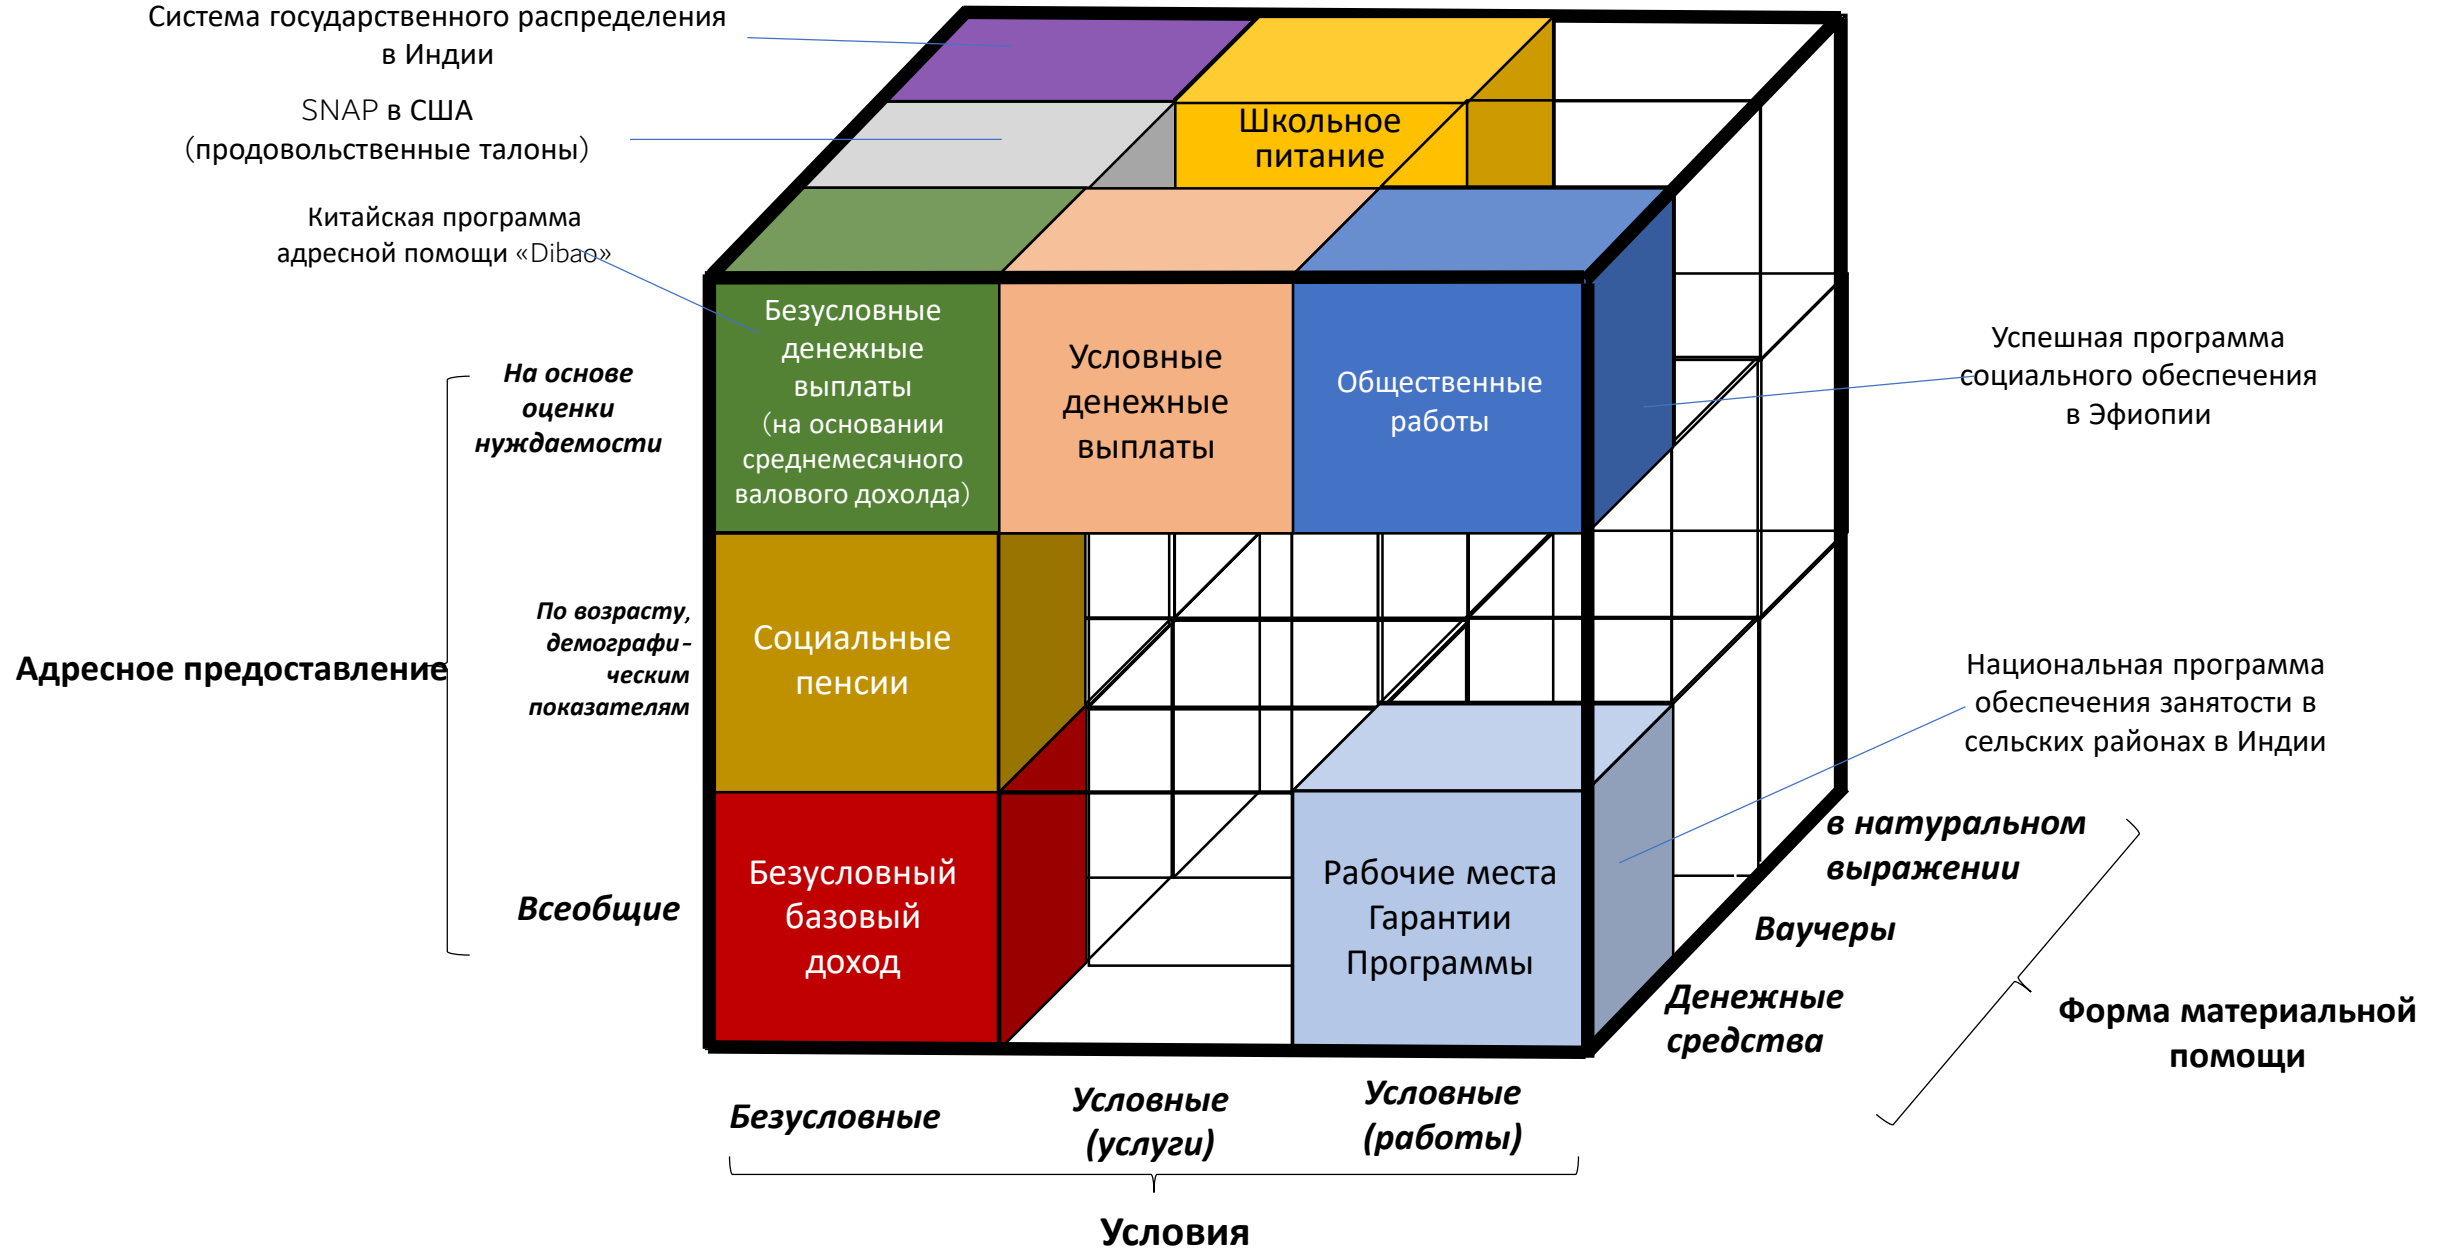 Система государственного распределения
в Индии
SNAP в США
(продовольственные талоны)
Китайская программа
адресной помощи «Dibao»
Школьное
питание
Безусловные
денежные
выплаты
(на основании
среднемесячного
валового дохолда)
Условные
денежные
выплаты
Общественные
работы
Успешная программа
социального обеспечения
в Эфиопии
На основе
оценки
нуждаемости
По возрасту,
демографи-
ческим
показателям
Социальные
пенсии
Адресное предоставление
Национальная программа
обеспечения занятости в
сельских районах в Индии
Всеобщие
Безусловный
базовый
доход
Рабочие места
Гарантии
Программы
в натуральном
выражении
Ваучеры
Денежные
средства
Форма материальной
помощи
Безусловные
Условные
(услуги)
Условные
(работы)
Условия